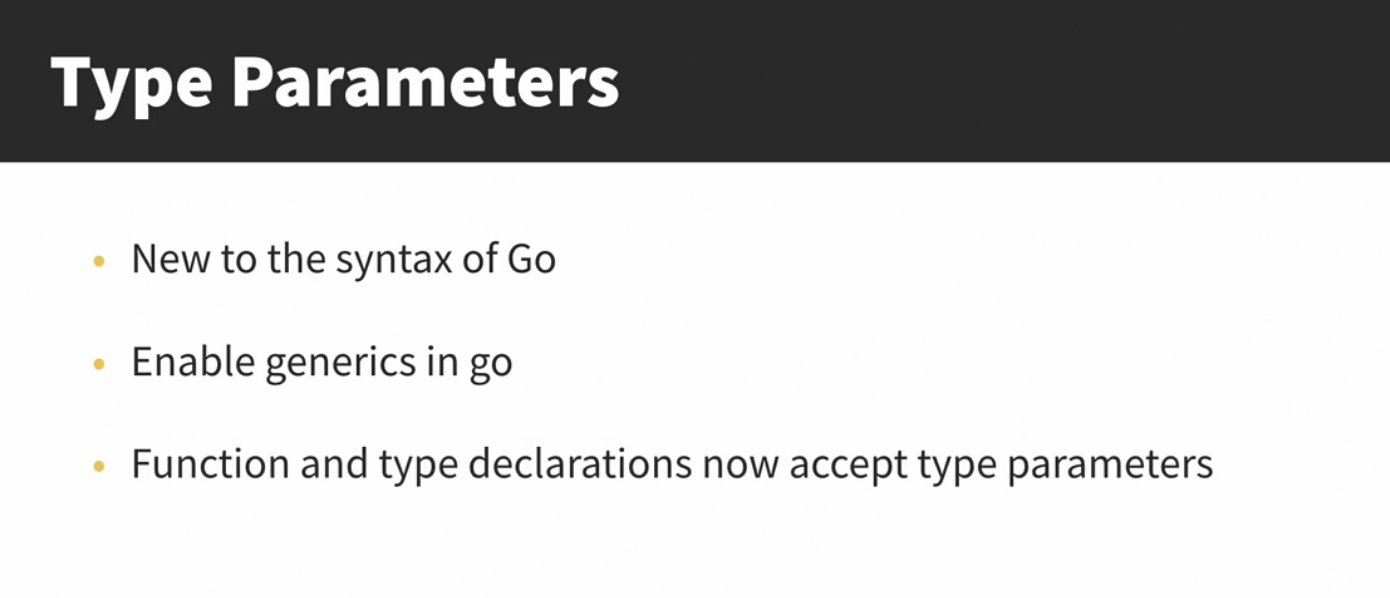 Type Parameters
• New to the syntax of Go
• Enable generics in go
• Function and type declarations now accept type parameters